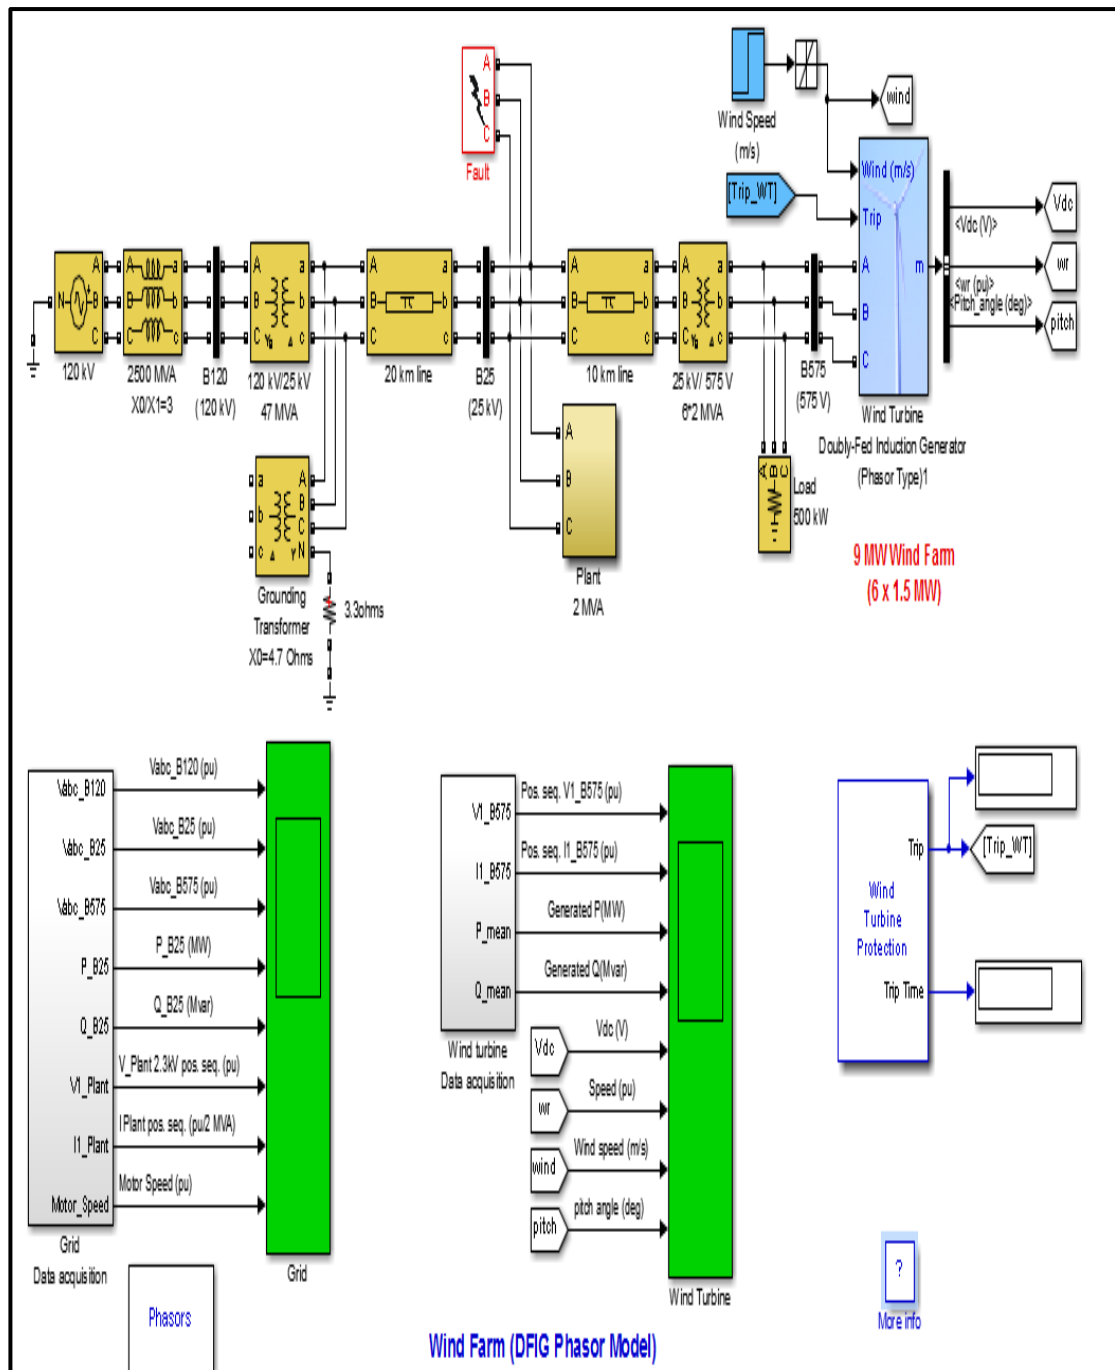 A
B
C
Fault
Wind Speed
(m/s)
wind
[Trip_WT]
Wind (m/s)
Trip
A
B
C
m
<Vdc (V)>
<wr (pu)>
<Pitch_angle (deg)>
Vdc
wr
pitch
N
A
B
C
120 kV
A
B
C
a
b
c
2500 MVA
X0/X1=3
B120
(120 kV)
A
B
C
a
b
c
Yg
120 kV/25 kV
47 MVA
A
B
C
a
b
c
20 km line
B25
(25 kV)
A
B
C
a
b
c
10 km line
A
B
C
a
b
c
Yg
25 kV/ 575 V
6*2 MVA
B575
(575 V)
Wind Turbine
Doubly-Fed Induction Generator
(Phasor Type)1
a
b
c
A
B
C
Y N
Grounding
Transformer
X0=4.7 Ohms
3.3ohms
A
B
C
Plant
2 MVA
A
B
C
Load
500 kW
9 MW Wind Farm
(6 x 1.5 MW)
Vabc_B120
Vabc_B25
Vabc_B575
P_B25
Q_B25
V1_Plant
I1_Plant
Motor_Speed
Vabc_B120 (pu)
Vabc_B25 (pu)
Vabc_B575 (pu)
P_B25 (MW)
Q_B25 (Mvar)
V_Plant 2.3kV pos. seq. (pu)
I Plant pos. seq. (pu/2 MVA)
Motor Speed (pu)
Grid
Data acquisition
Grid
V1_B575
I1_B575
P_mean
Q_mean
Pos. seq. V1_B575 (pu)
Pos. seq. I1_B575 (pu)
Generated P(MW)
Generated Q(Mvar)
Wind turbine
Data acquisition
Vdc
wr
wind
pitch
Vdc (V)
Speed (pu)
Wind speed (m/s)
pitch angle (deg)
Wind Turbine
Wind
Turbine
Protection
Trip
Trip Time
[Trip_WT]
?
More info
Phasors
Wind Farm (DFIG Phasor Model)